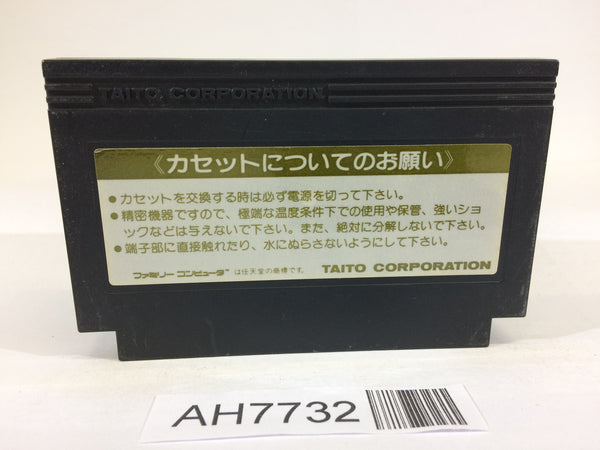 TAITO CORPORATION
《カセットについてのお願い》
●カセットを交換する時は必ず電源を切って下さい。
●精密機器ですので、極端な温度条件下での使用や保管、強いショ
ックなどは与えないで下さい。また、絶対に分解しないで下さい。
●端子部に直接触れたり、水にぬらさないようにして下さい。
ファミリーコンピュータ™は任天堂の商標です。 TAITO CORPORATION
AH7732